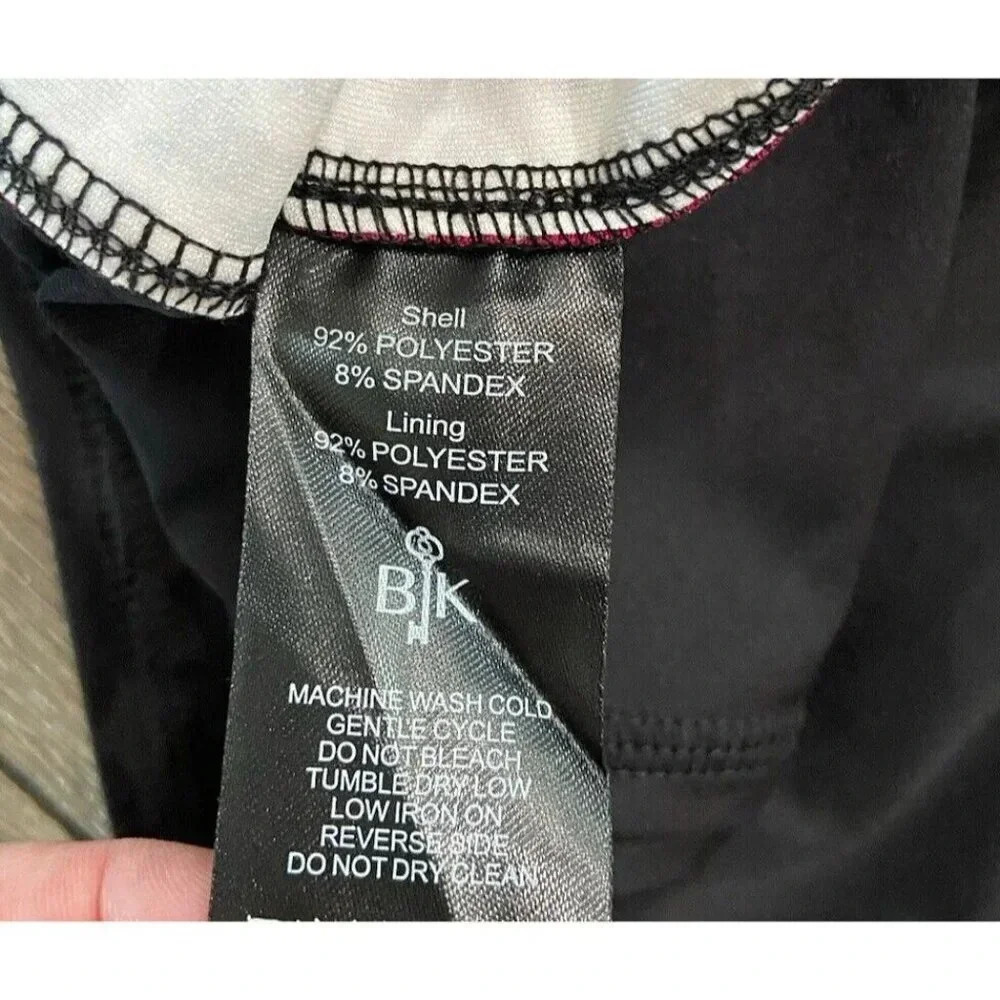 Shell
92% POLYESTER
8% SPANDEX
Lining
92% POLYESTER
8% SPANDEX
B K
MACHINE WASH COLD
GENTLE CYCLE
DO NOT BLEACH
TUMBLE DRY LOW
LOW IRON ON
REVERSE SIDE
DO NOT DRY CLEAN